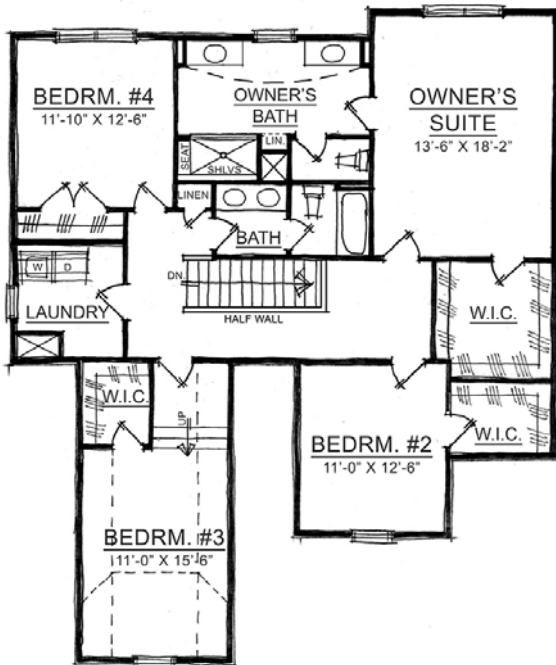 BEDRM. #4
11'-10" X 12'-6"
OWNER'S
BATH
OWNER'S
SUITE
13'-6" X 18'-2"
SEAT
SHLVS
LIN.
LINEN
BATH
W
D
LAUNDRY
DN.
HALF WALL
W.I.C.
W.I.C.
UP
BEDRM. #2
11'-0" X 12'-6"
W.I.C.
BEDRM. #3
11'-0" X 15'-6"